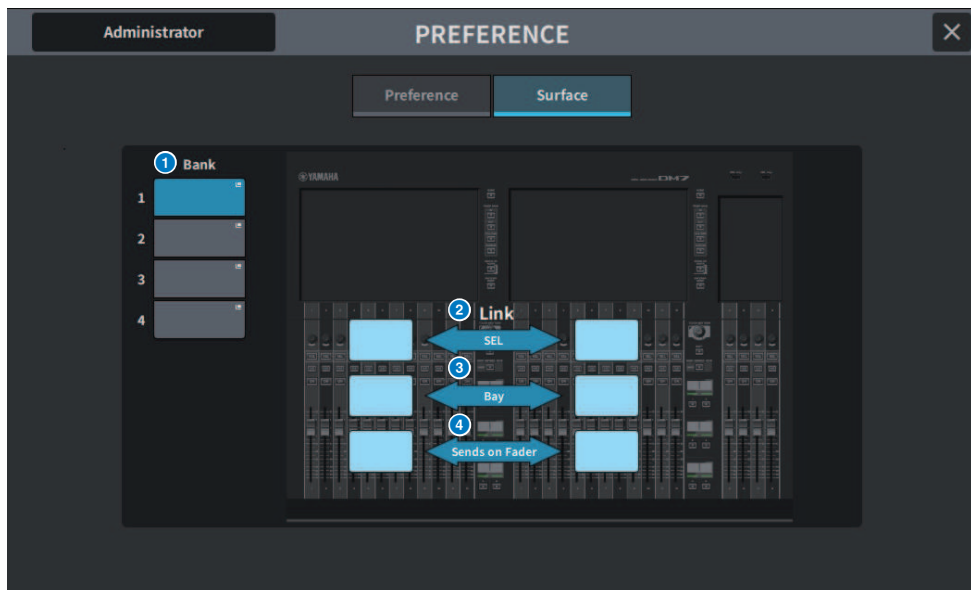 Administrator
PREFERENCE
Preference
Surface
1 Bank
1
2
3
4
YAMAHA
DM7
2 Link
SEL
3
Bay
4
Sends on Fader